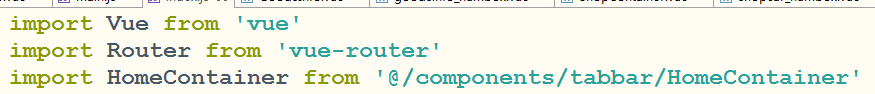 import Vue from 'vue'
import Router from 'vue-router'
import HomeContainer from '@/components/tabbar/HomeContainer'